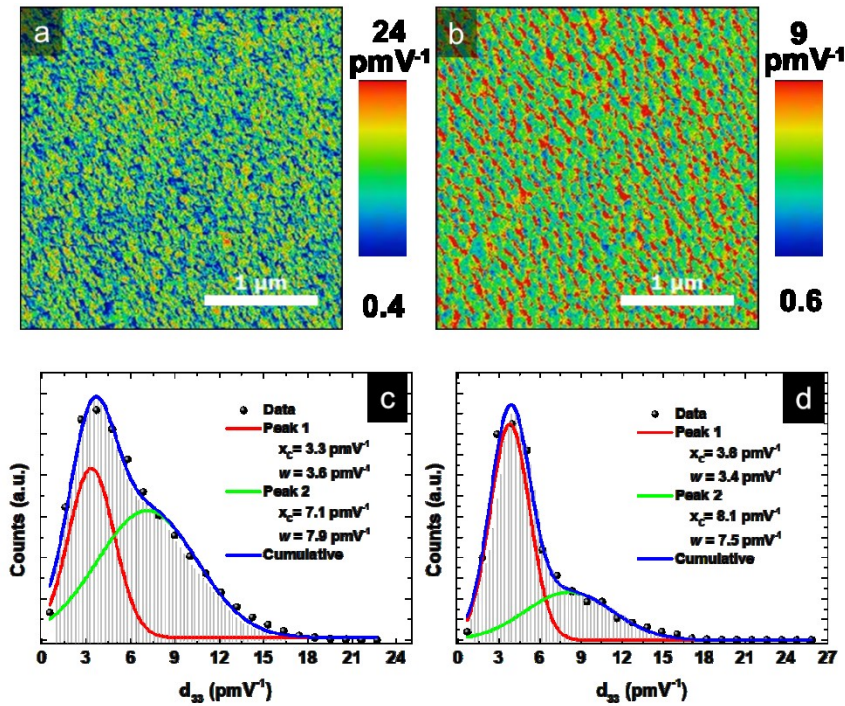 a
24
pmV⁻¹
1 µm
0.4
b
9
pmV⁻¹
1 µm
0.6
c
Data
Peak 1
x_C= 3.3 pmV⁻¹
w = 3.6 pmV⁻¹
Peak 2
x_C= 7.1 pmV⁻¹
w = 7.9 pmV⁻¹
Cumulative
Counts (a.u.)
0 3 6 9 12 15 18 21 24
d₃₃ (pmV⁻¹)
d
Data
Peak 1
x_C= 3.6 pmV⁻¹
w = 3.4 pmV⁻¹
Peak 2
x_C= 8.1 pmV⁻¹
w = 7.5 pmV⁻¹
Cumulative
Counts (a.u.)
0 3 6 9 12 15 18 21 24 27
d₃₃ (pmV⁻¹)